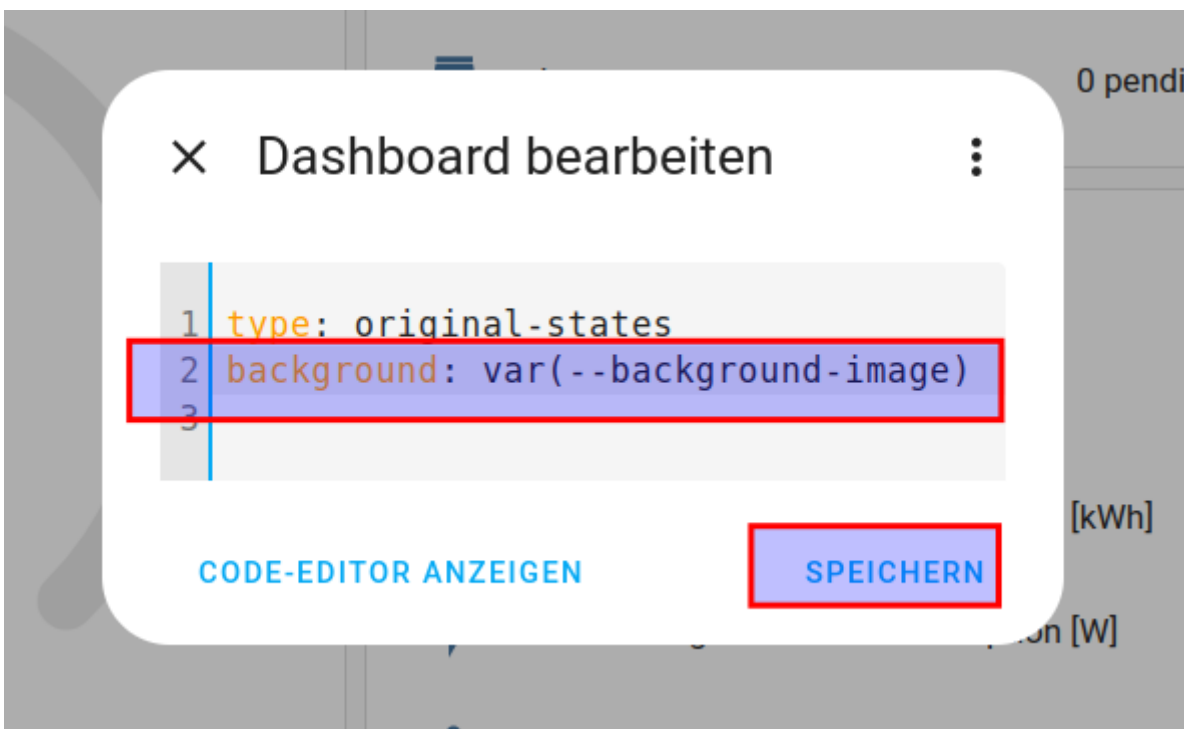 0 pendi
Dashboard bearbeiten
1 type: original-states
2 background: var(--background-image)
3
[kWh]
CODE-EDITOR ANZEIGEN SPEICHERN
[W]